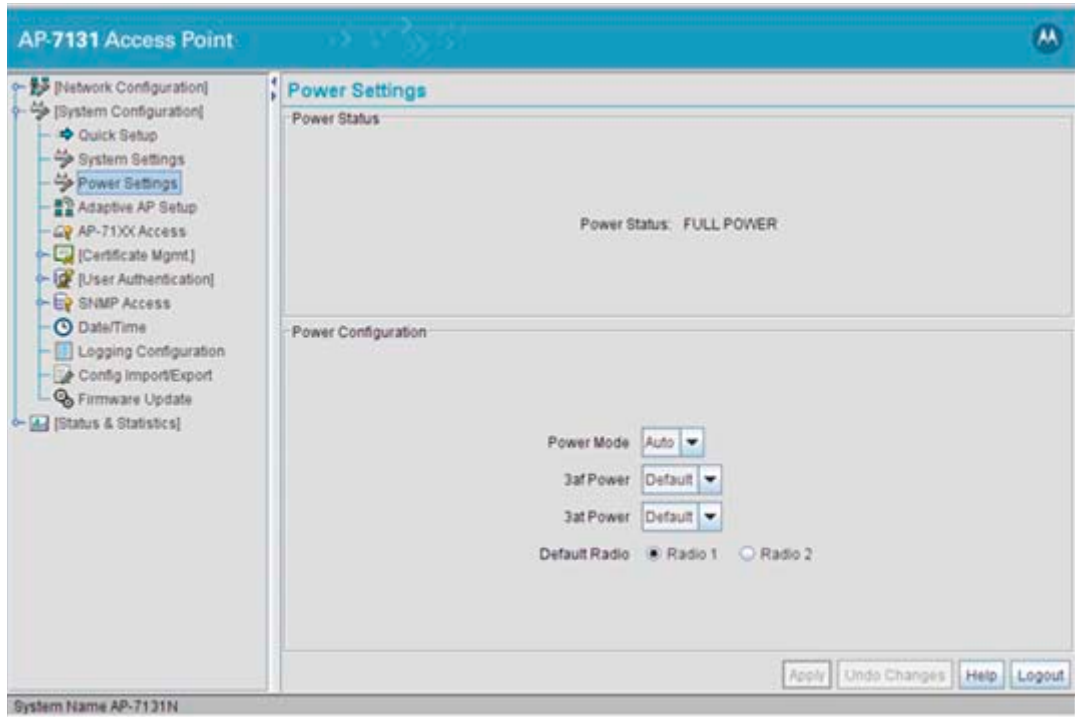 AP-7131 Access Point
[Network Configuration]
[System Configuration]
Quick Setup
System Settings
Power Settings
Adaptive AP Setup
AP-71XX Access
[Certificate Mgmt.]
[User Authentication]
SNMP Access
Date/Time
Logging Configuration
Config Import/Export
Firmware Update
[Status & Statistics]
Power Settings
Power Status
Power Status: FULL POWER
Power Configuration
Power Mode Auto
3af Power Default
3at Power Default
Default Radio Radio 1 Radio 2
Apply Undo Changes Help Logout
System Name AP-7131N